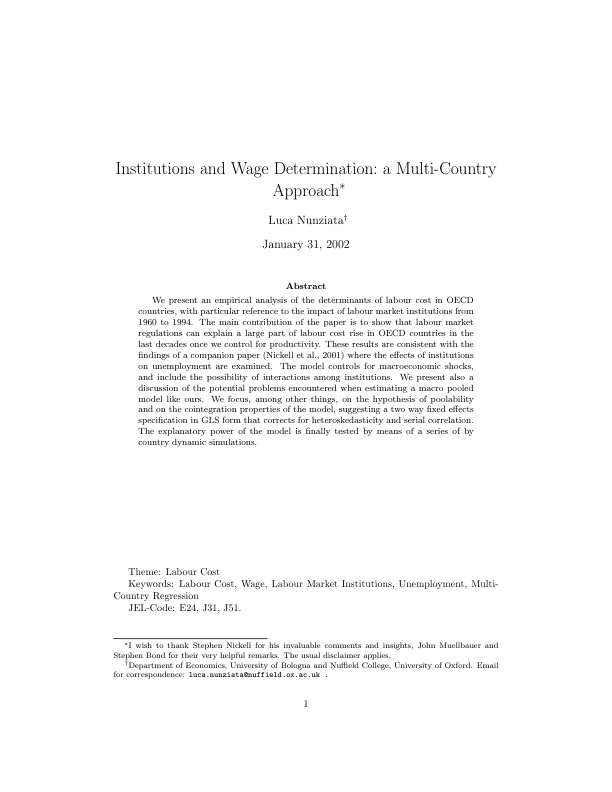 Institutions and Wage Determination: a Multi-Country
Approach*
Luca Nunziata†
January 31, 2002
Abstract
We present an empirical analysis of the determinants of labour cost in OECD
countries, with particular reference to the impact of labour market institutions from
1960 to 1994. The main contribution of the paper is to show that labour market
regulations can explain a large part of labour cost rise in OECD countries in the
last decades once we control for productivity. These results are consistent with the
findings of a companion paper (Nickell et al., 2001) where the effects of institutions
on unemployment are examined. The model controls for macroeconomic shocks,
and include the possibility of interactions among institutions. We present also a
discussion of the potential problems encountered when estimating a macro pooled
model like ours. We focus, among other things, on the hypothesis of poolability
and on the cointegration properties of the model, suggesting a two way fixed effects
specification in GLS form that corrects for heteroskedasticity and serial correlation.
The explanatory power of the model is finally tested by means of a series of by
country dynamic simulations.
Theme: Labour Cost
Keywords: Labour Cost, Wage, Labour Market Institutions, Unemployment, Multi-
Country Regression
JEL-Code: E24, J31, J51.
*I wish to thank Stephen Nickell for his invaluable comments and insights, John Muellbauer and
Stephen Bond for their very helpful remarks. The usual disclaimer applies.
†Department of Economics, University of Bologna and Nuffield College, University of Oxford. Email
for correspondence: luca.nunziata@nuffield.ox.ac.uk .
1